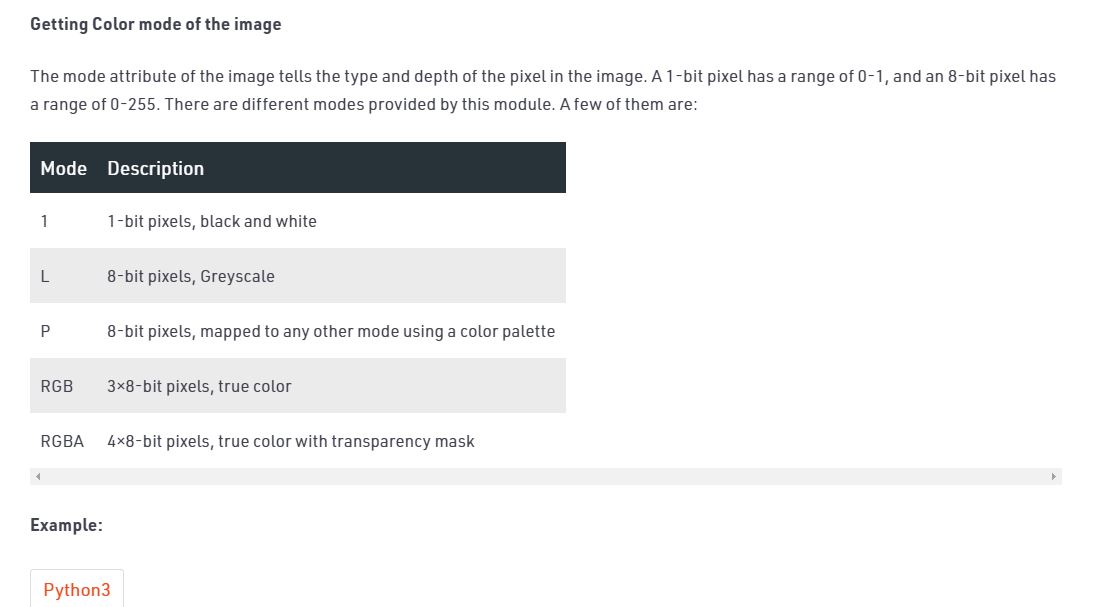 Getting Color mode of the image
The mode attribute of the image tells the type and depth of the pixel in the image. A 1-bit pixel has a range of 0-1, and an 8-bit pixel has
a range of 0-255. There are different modes provided by this module. A few of them are:
Mode Description
1 1-bit pixels, black and white
L 8-bit pixels, Greyscale
P 8-bit pixels, mapped to any other mode using a color palette
RGB 3×8-bit pixels, true color
RGBA 4×8-bit pixels, true color with transparency mask
Example:
Python3